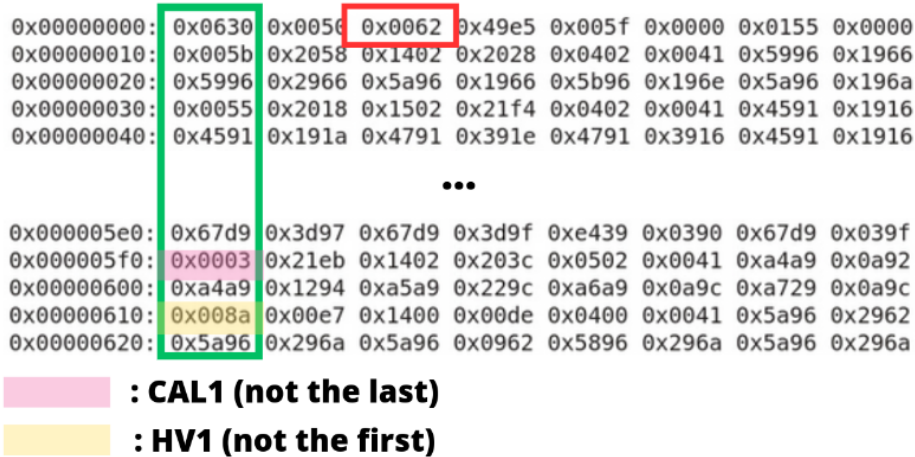 0x00000000: 0x0630 0x0050 0x0062 0x49e5 0x005f 0x0000 0x0155 0x0000
0x00000010: 0x005b 0x2058 0x1402 0x2028 0x0402 0x0041 0x5996 0x1966
0x00000020: 0x5996 0x2966 0x5a96 0x1966 0x5b96 0x196e 0x5a96 0x196a
0x00000030: 0x0055 0x2018 0x1502 0x21f4 0x0402 0x0041 0x4591 0x1916
0x00000040: 0x4591 0x191a 0x4791 0x391e 0x4791 0x3916 0x4591 0x1916
...
0x000005e0: 0x67d9 0x3d97 0x67d9 0x3d9f 0xe439 0x0390 0x67d9 0x039f
0x000005f0: 0x0003 0x21eb 0x1402 0x203c 0x0502 0x0041 0xa4a9 0x0a92
0x00000600: 0xa4a9 0x1294 0xa5a9 0x229c 0xa6a9 0x0a9c 0xa729 0x0a9c
0x00000610: 0x008a 0x00e7 0x1400 0x00de 0x0400 0x0041 0x5a96 0x2962
0x00000620: 0x5a96 0x296a 0x5a96 0x0962 0x5896 0x296a 0x5a96 0x296a
: CAL1 (not the last)
: HV1 (not the first)